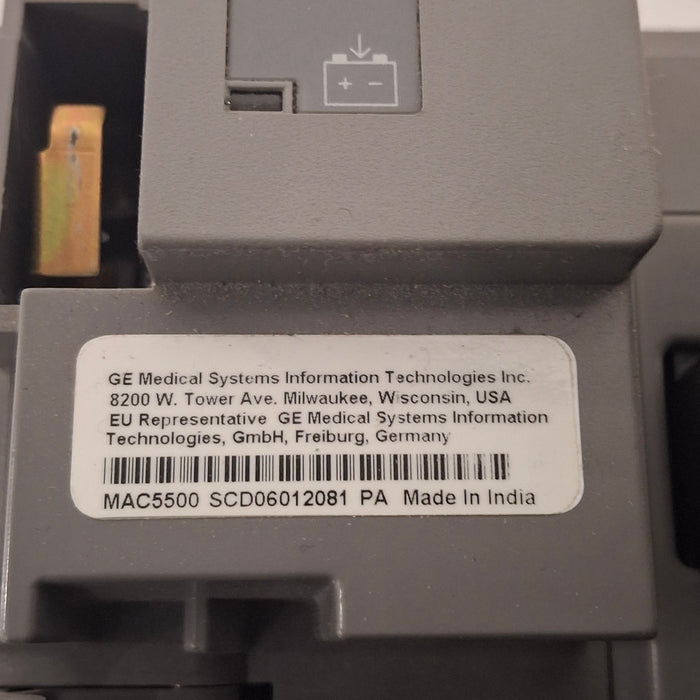 GE Medical Systems Information Technologies Inc.
8200 W. Tower Ave. Milwaukee, Wisconsin, USA
EU Representative GE Medical Systems Information
Technologies, GmbH, Freiburg, Germany
MAC5500 SCD06012081 PA Made In India